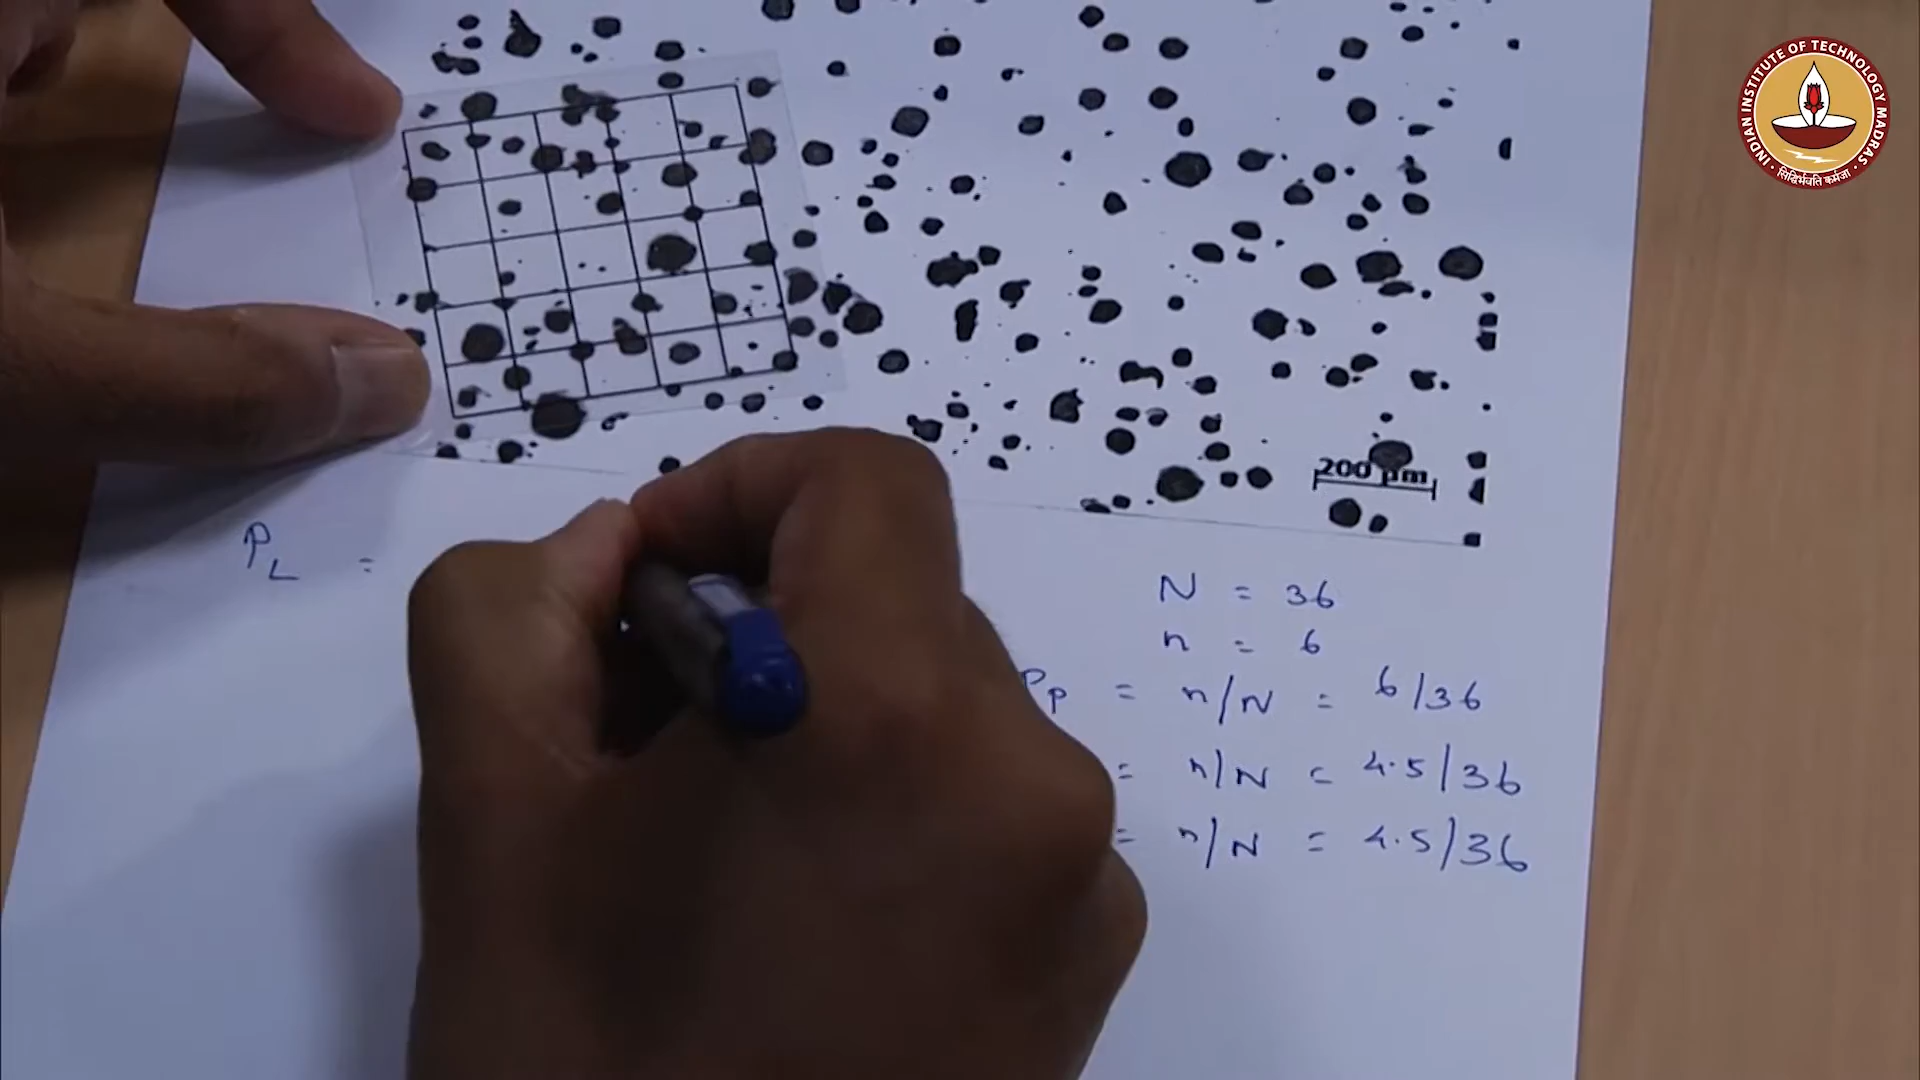 INDIAN INSTITUTE OF TECHNOLOGY MADRAS
सिद्धिर्भवति कर्मजा
200 µm
P_L =
N = 36
n = 6
P_P = n/N = 6/36
= n/N = 4.5/36
= n/N = 4.5/36